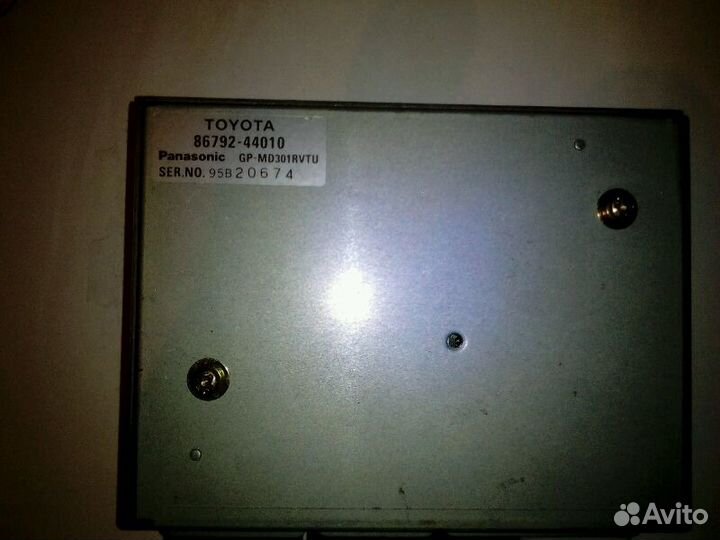 TOYOTA
86792-44010
Panasonic GP-MD301RVTU
SER.NO. 95B20674
Avito